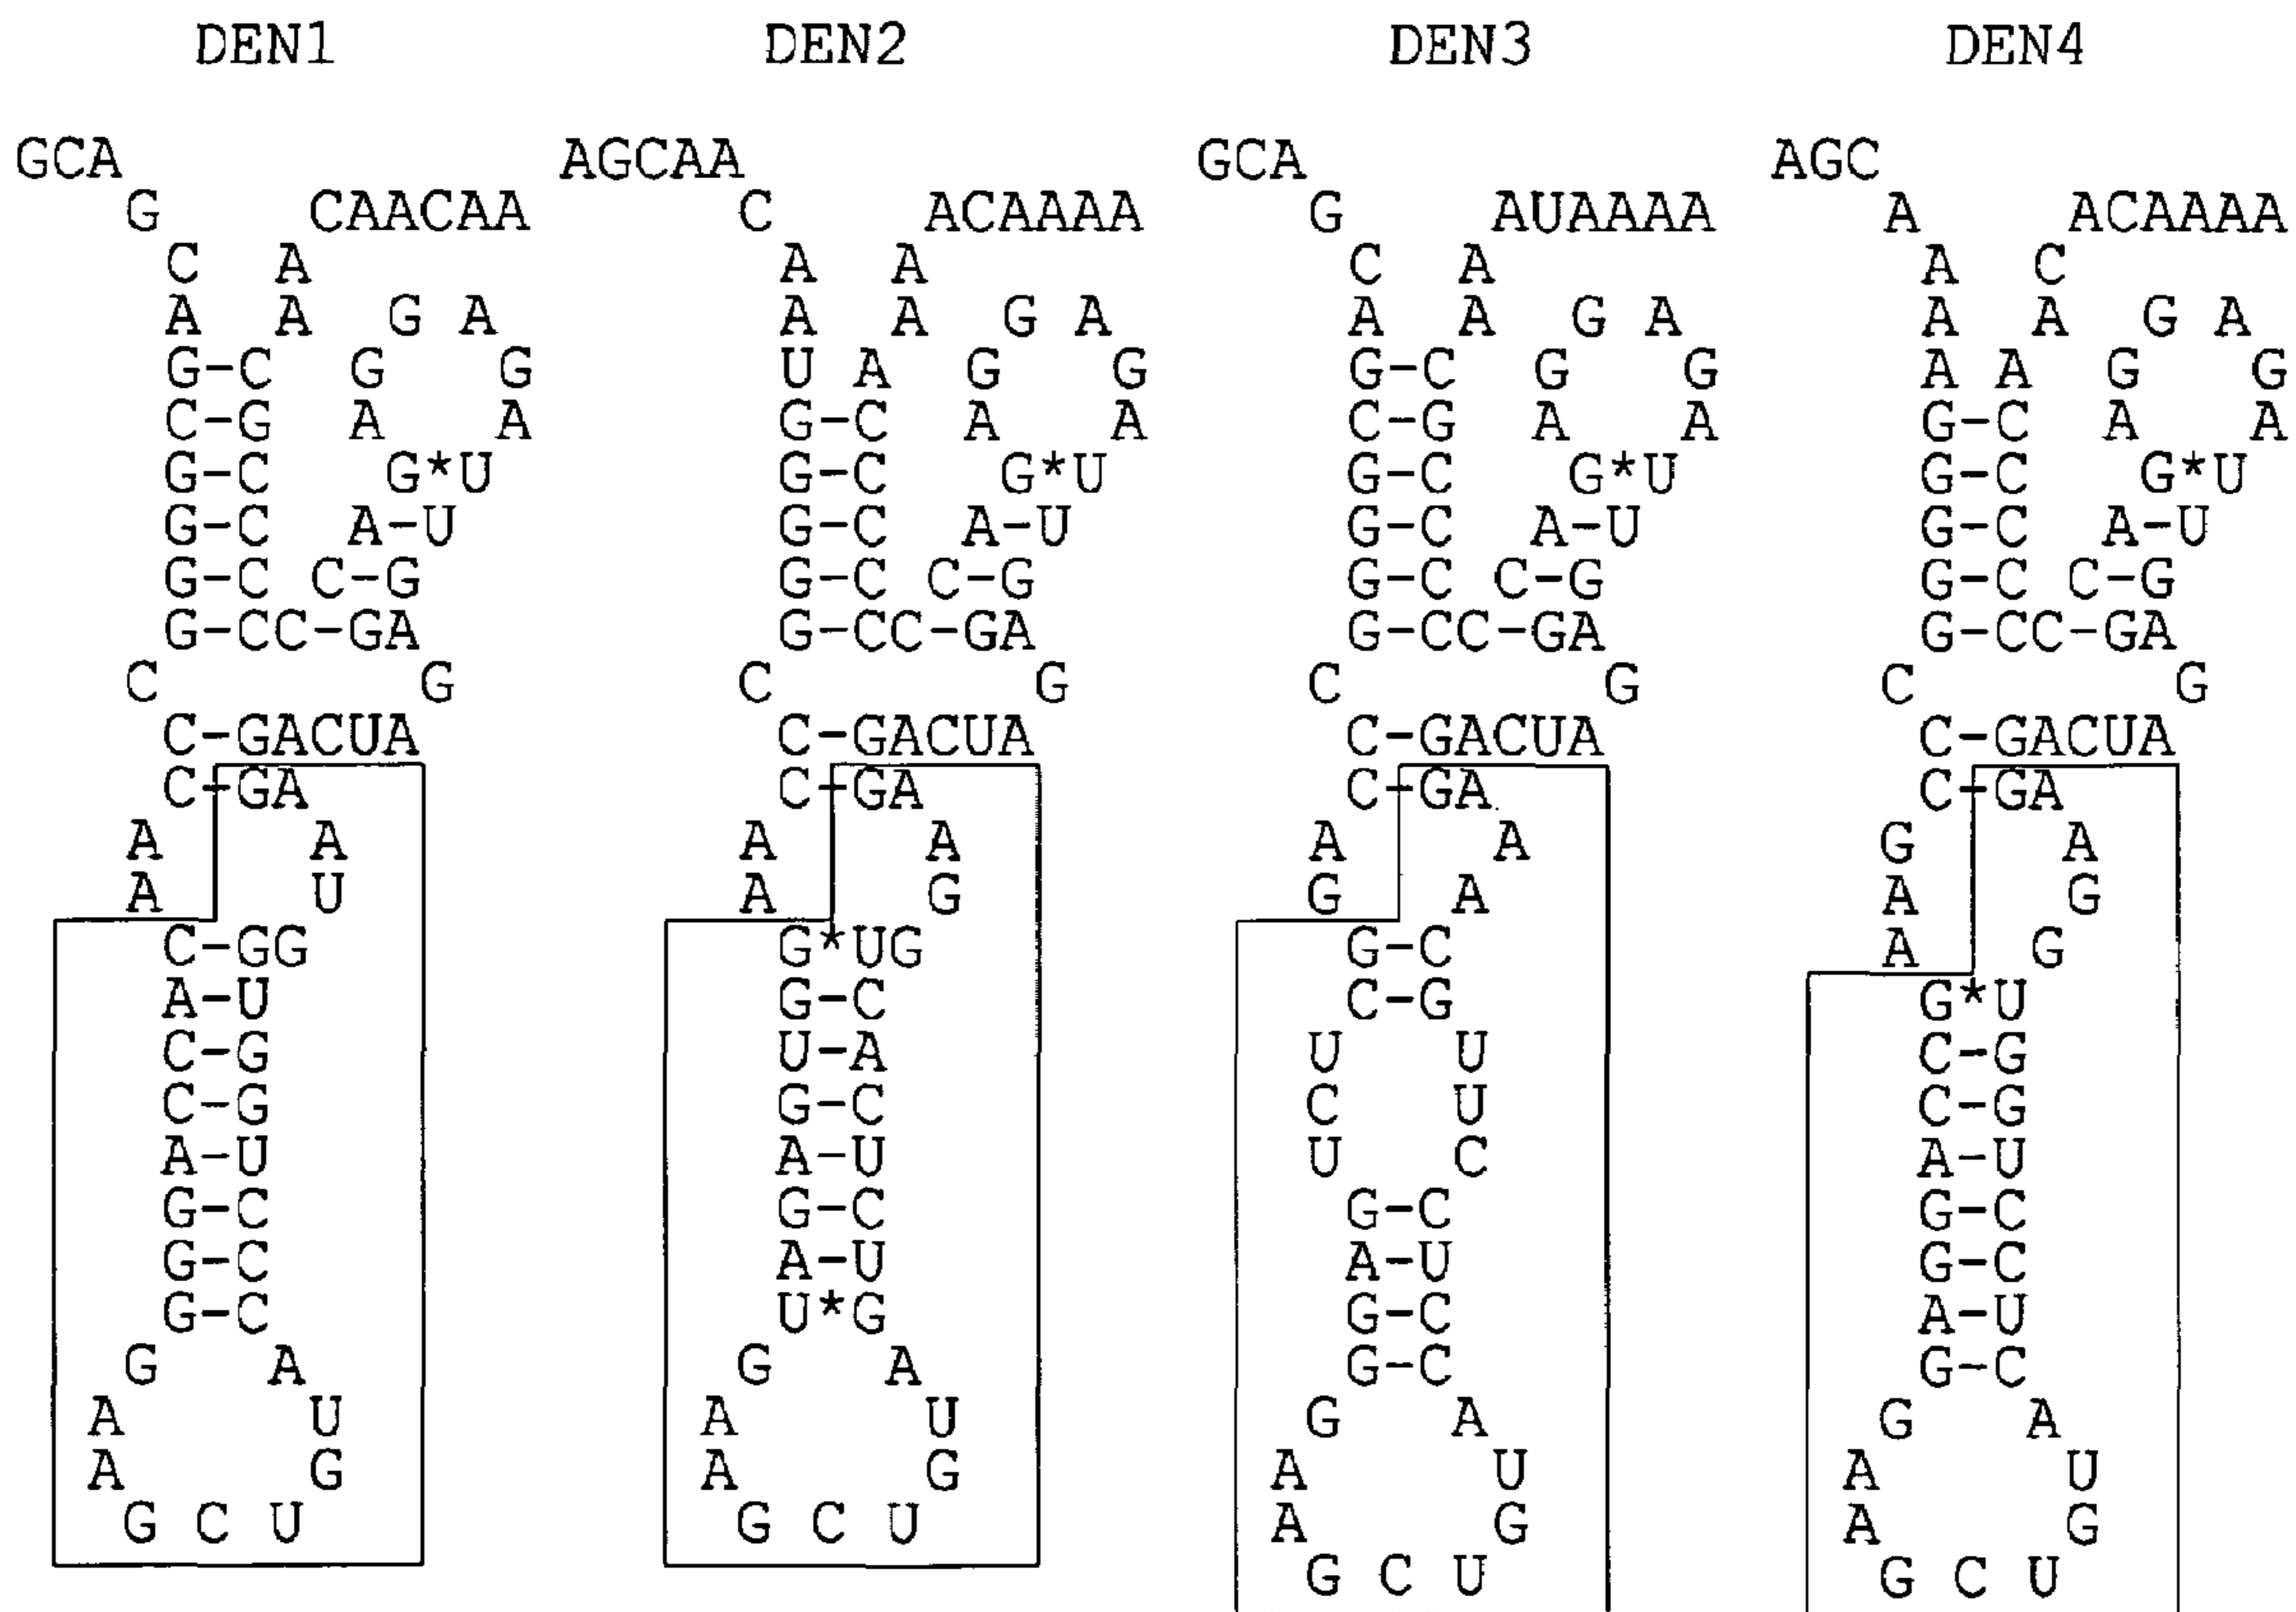 DEN1 DEN2 DEN3 DEN4
GCA AGCAA GCA AGC
G CAACAA C ACAAAA G AUAAAA A ACAAAA
C A A A C A A C
A A G A A A G A A A G A A A G A
G-C G G U A G G G-C G G A A G G
C-G A A G-C A A C-G A A G-C A A
G-C G*U G-C G*U G-C G*U G-C G*U
G-C A-U G-C A-U G-C A-U G-C A-U
G-C C-G G-C C-G G-C C-G G-C C-G
G-CC-GA G-CC-GA G-CC-GA G-CC-GA
C G C G C G C G
C-GACUA C-GACUA C-GACUA C-GACUA
C-GA C-GA C-GA C-GA
A A A A A A G A
A U A G G A A G
C-GG G*UG G-C A G
A-U G-C C-G G*U
C-G U-A U U C-G
C-G G-C C U C-G
A-U A-U U C A-U
G-C G-C G-C G-C
G-C A-U A-U G-C
G-C U*G G-C A-U
G A G A G-C G-C
A U A U G A G A
A G A G A U A U
G C U G C U A G A G
G C U G C U